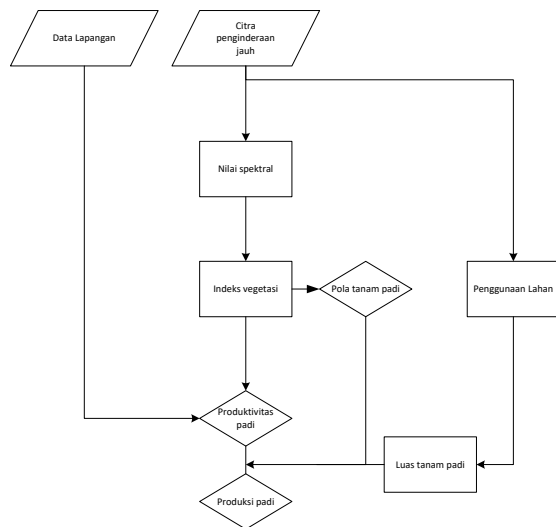 Data Lapangan
Citra
penginderaan
jauh
Nilai spektral
Indeks vegetasi
Pola tanam padi
Penggunaan Lahan
Produktivitas
padi
Luas tanam padi
Produksi padi